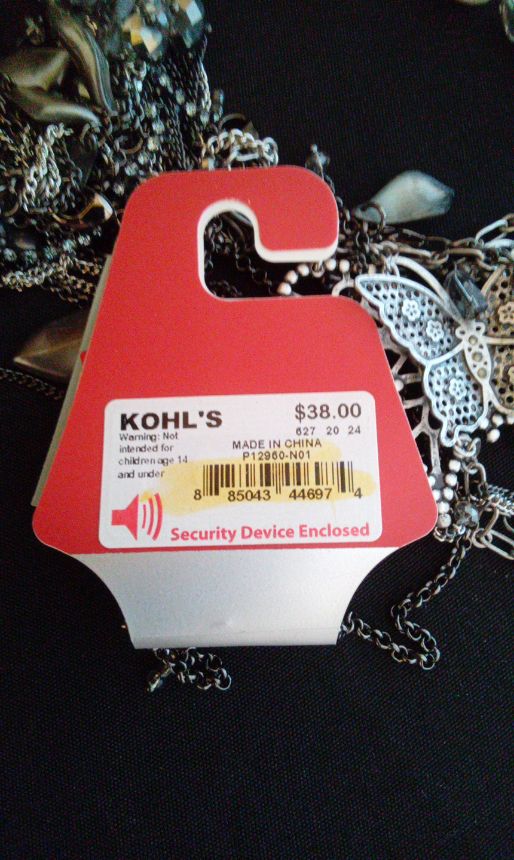 KOHL'S
$38.00
Warning: Not
627 20 24
intended for
MADE IN CHINA
children age 14
P12960-N01
and under
8 85043 44697 4
Security Device Enclosed